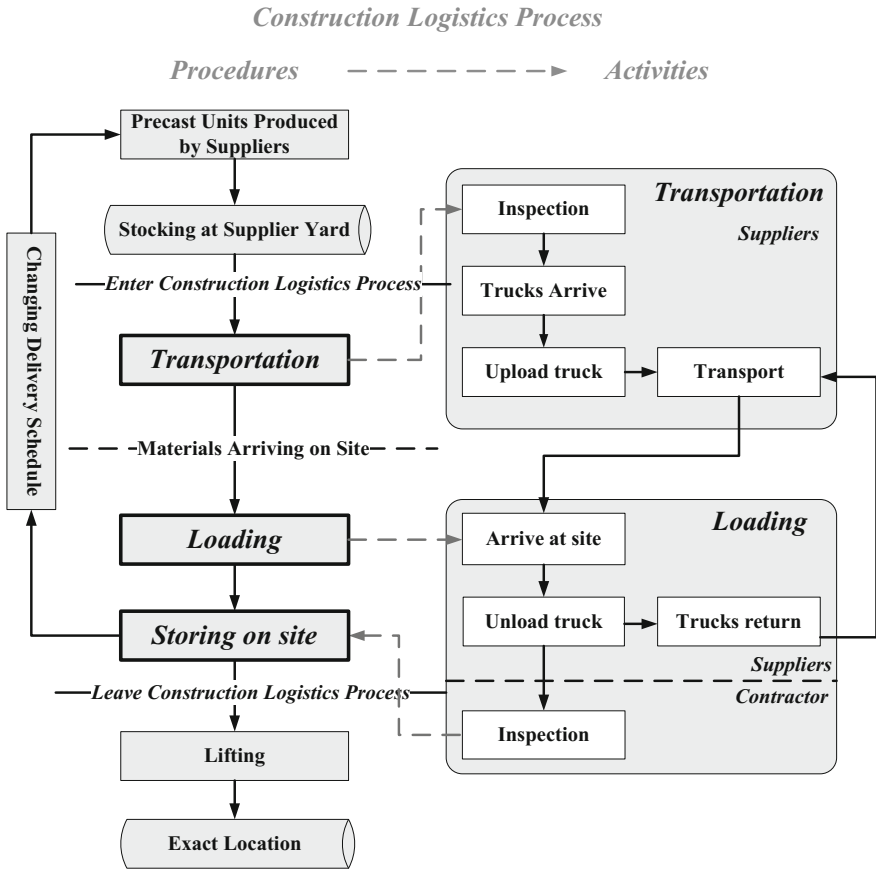 Construction Logistics Process
Procedures
Activities
Precast Units Produced
by Suppliers
Stocking at Supplier Yard
Enter Construction Logistics Process
Transportation
Materials Arriving on Site
Loading
Storing on site
Leave Construction Logistics Process
Lifting
Exact Location
Changing Delivery Schedule
Transportation
Suppliers
Inspection
Trucks Arrive
Upload truck
Transport
Loading
Arrive at site
Unload truck
Trucks return
Suppliers
Contractor
Inspection